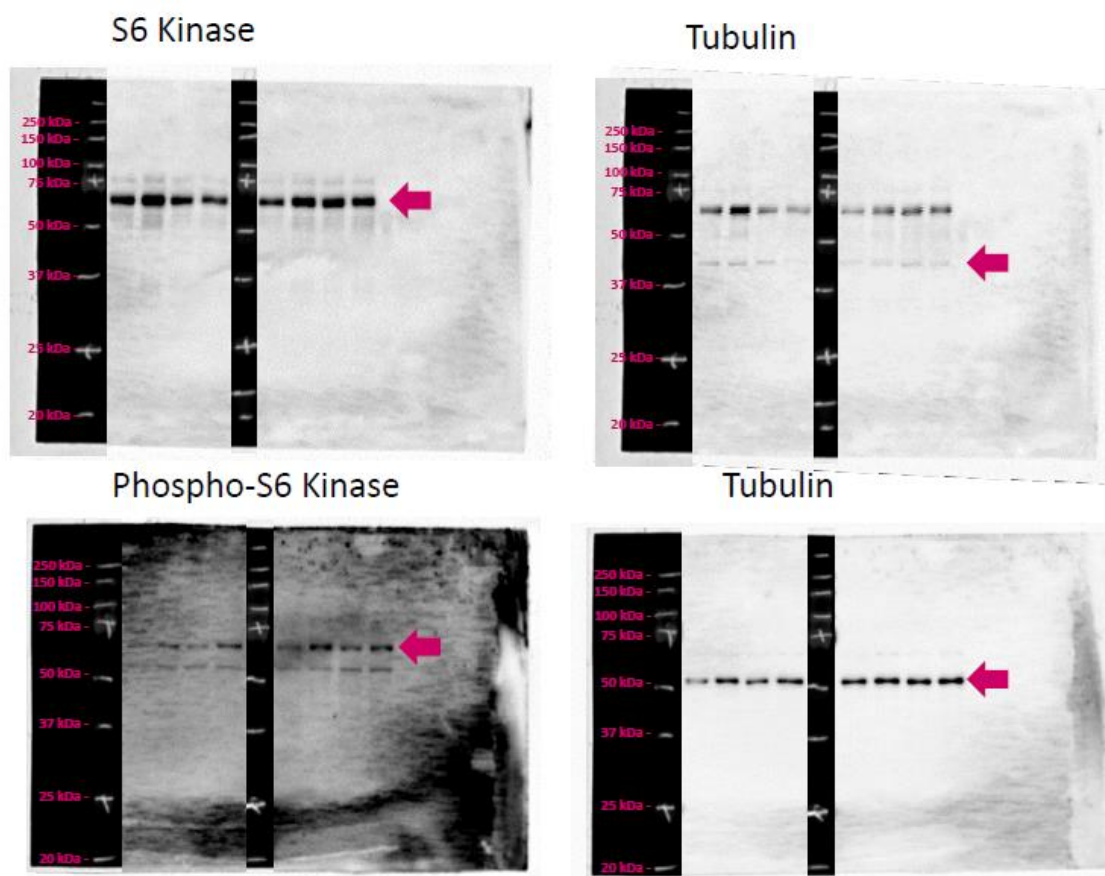 S6 Kinase
250 kDa -
150 kDa -
100 kDa -
75 kDa -
50 kDa -
37 kDa -
25 kDa -
20 kDa -
Tubulin
250 kDa -
150 kDa -
100 kDa -
75 kDa -
50 kDa -
37 kDa -
25 kDa -
20 kDa -
Phospho-S6 Kinase
250 kDa -
150 kDa -
100 kDa -
75 kDa -
50 kDa -
37 kDa -
25 kDa -
20 kDa -
Tubulin
250 kDa -
150 kDa -
100 kDa -
75 kDa -
50 kDa -
37 kDa -
25 kDa -
20 kDa -